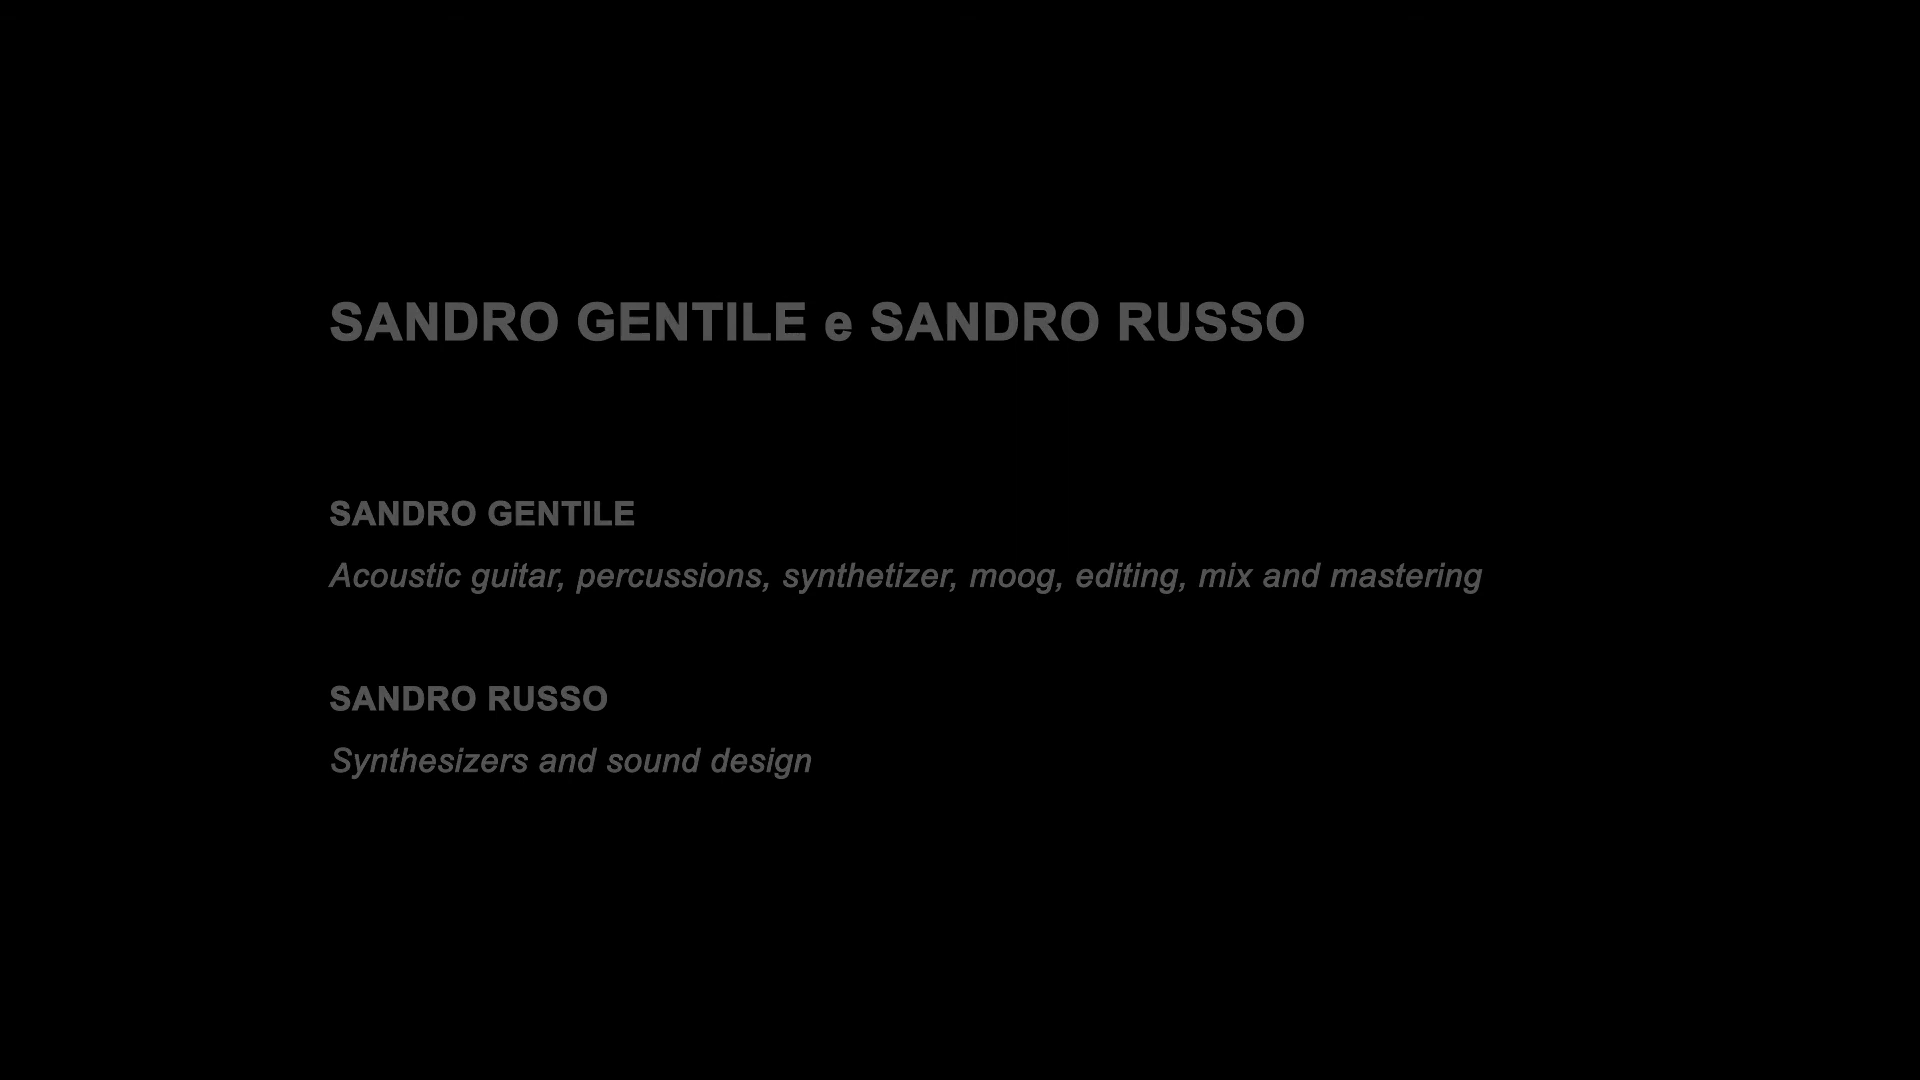 SANDRO GENTILE e SANDRO RUSSO
SANDRO GENTILE
Acoustic guitar, percussions, synthetizer, moog, editing, mix and mastering
SANDRO RUSSO
Synthesizers and sound design